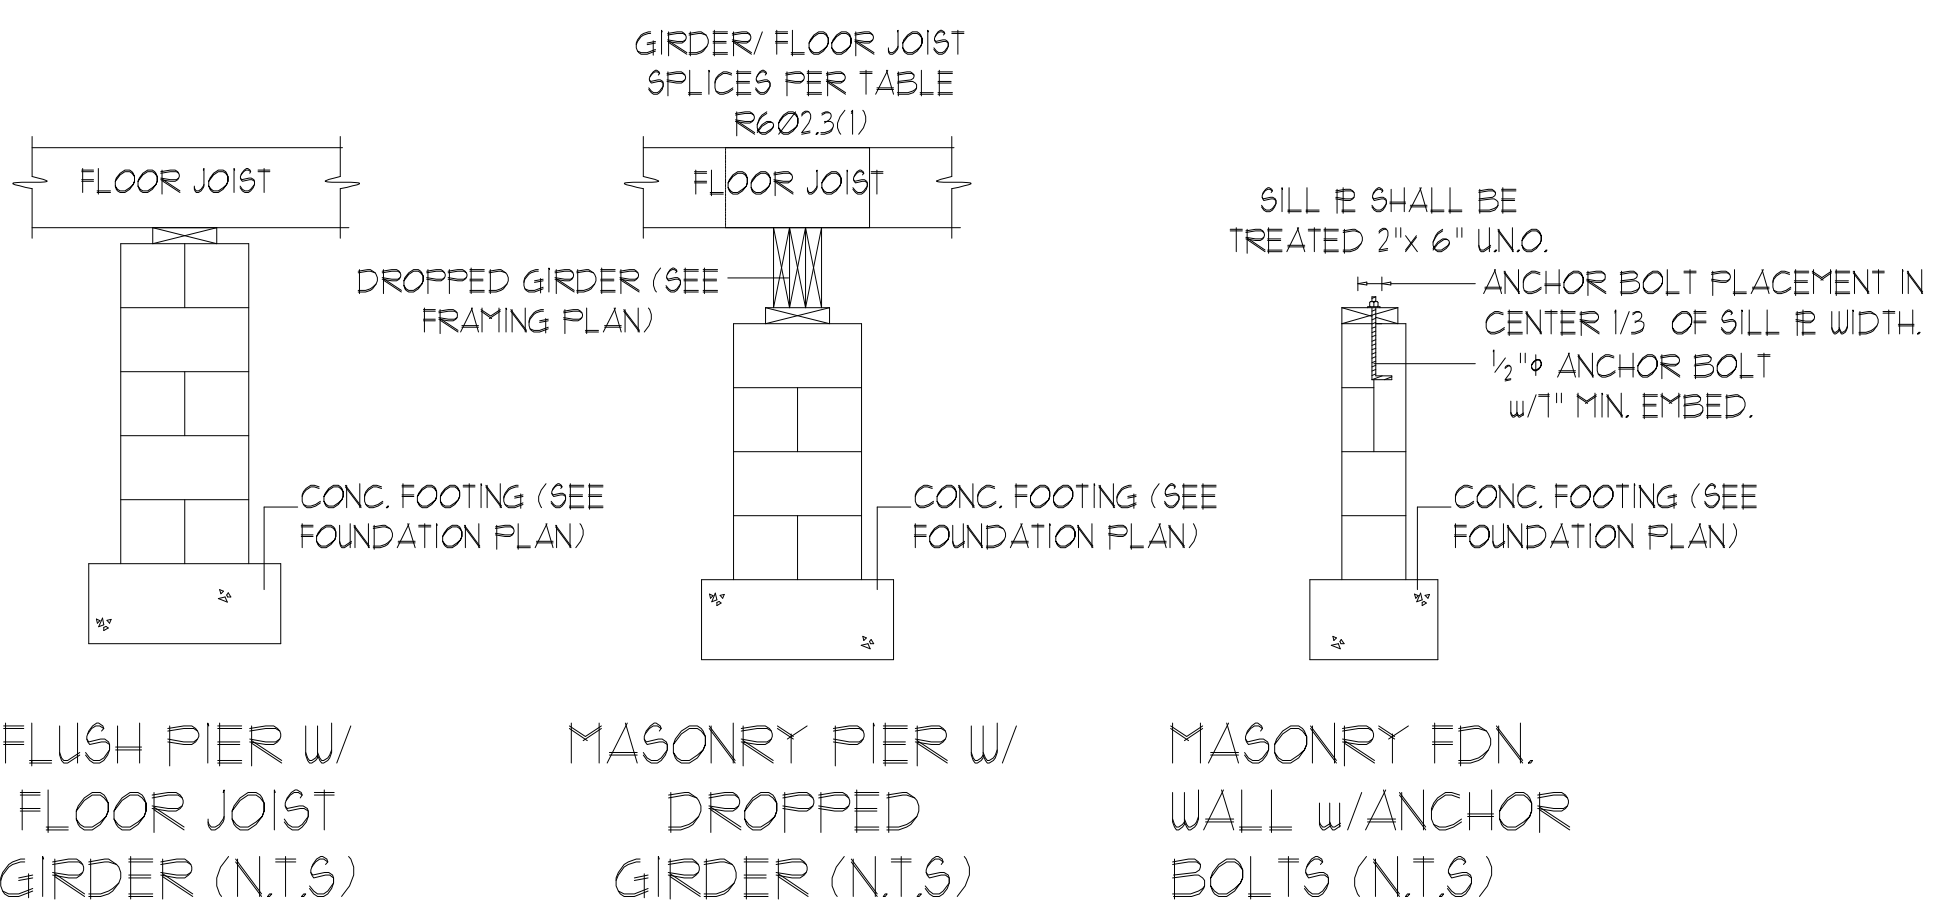 FLOOR JOIST
CONC. FOOTING (SEE
FOUNDATION PLAN)
FLUSH PIER W/
FLOOR JOIST
GIRDER (N.T.S)
GIRDER/ FLOOR JOIST
SPLICES PER TABLE
R602.3(1)
FLOOR JOIST
DROPPED GIRDER (SEE
FRAMING PLAN)
CONC. FOOTING (SEE
FOUNDATION PLAN)
MASONRY PIER W/
DROPPED
GIRDER (N.T.S)
SILL PL SHALL BE
TREATED 2"x 6" U.N.O.
ANCHOR BOLT PLACEMENT IN
CENTER 1/3 OF SILL PL WIDTH.
½"ϕ ANCHOR BOLT
w/7" MIN. EMBED.
CONC. FOOTING (SEE
FOUNDATION PLAN)
MASONRY FDN.
WALL w/ANCHOR
BOLTS (N.T.S)